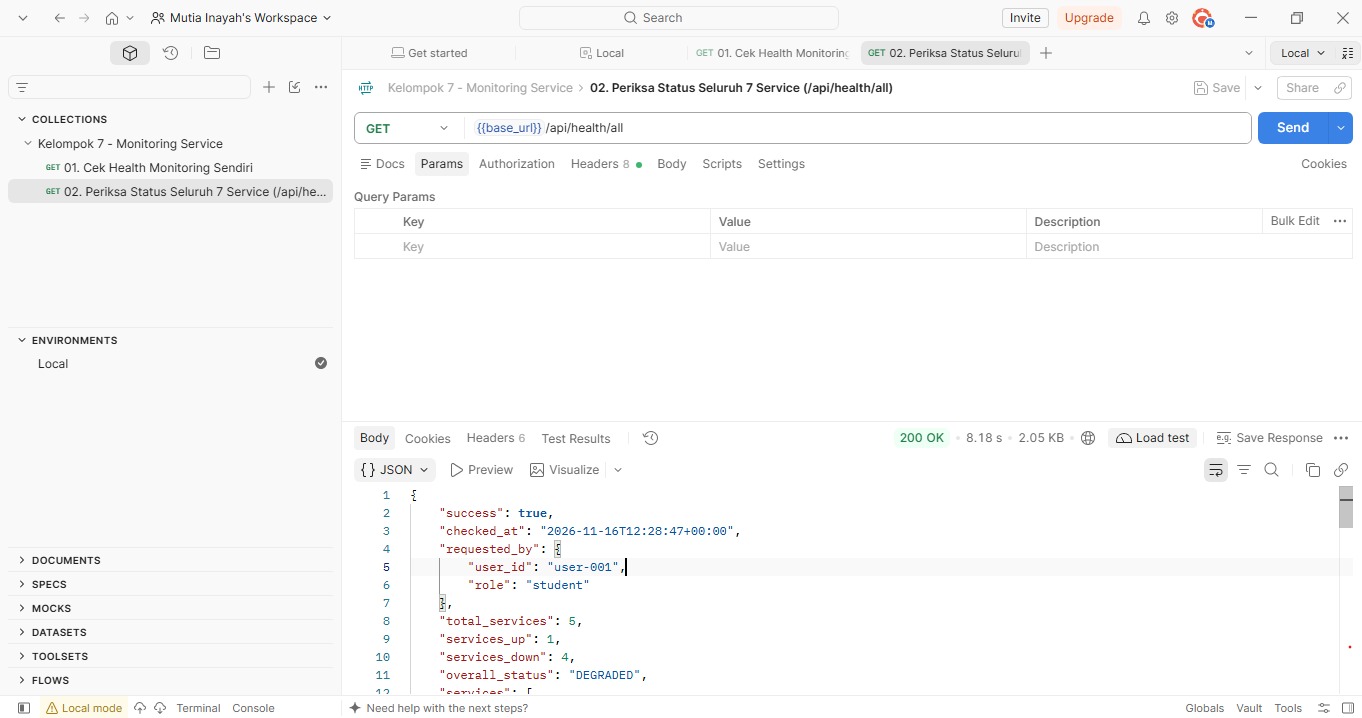 Mutia Inayah's Workspace
Search
Invite
Upgrade
Get started
Local
GET 01. Cek Health Monitoring
GET 02. Periksa Status Seluru
Local
COLLECTIONS
Kelompok 7 - Monitoring Service
GET 01. Cek Health Monitoring Sendiri
GET 02. Periksa Status Seluruh 7 Service (/api/he...
ENVIRONMENTS
Local
DOCUMENTS
SPECS
MOCKS
DATASETS
TOOLSETS
FLOWS
HTTP Kelompok 7 - Monitoring Service > 02. Periksa Status Seluruh 7 Service (/api/health/all)
Save
Share
GET
{{base_url}} /api/health/all
Send
Docs Params Authorization Headers 8 Body Scripts Settings
Cookies
Query Params
Key Value Description Bulk Edit
Key Value Description
Body Cookies Headers 6 Test Results
200 OK • 8.18 s • 2.05 KB
Load test
e.g. Save Response
{} JSON
Preview
Visualize
1 {
2 "success": true,
3 "checked_at": "2026-11-16T12:28:47+00:00",
4 "requested_by": {
5 "user_id": "user-001",
6 "role": "student"
7 },
8 "total_services": 5,
9 "services_up": 1,
10 "services_down": 4,
11 "overall_status": "DEGRADED",
12 "services": [
Local mode
Terminal
Console
Need help with the next steps?
Globals
Vault
Tools